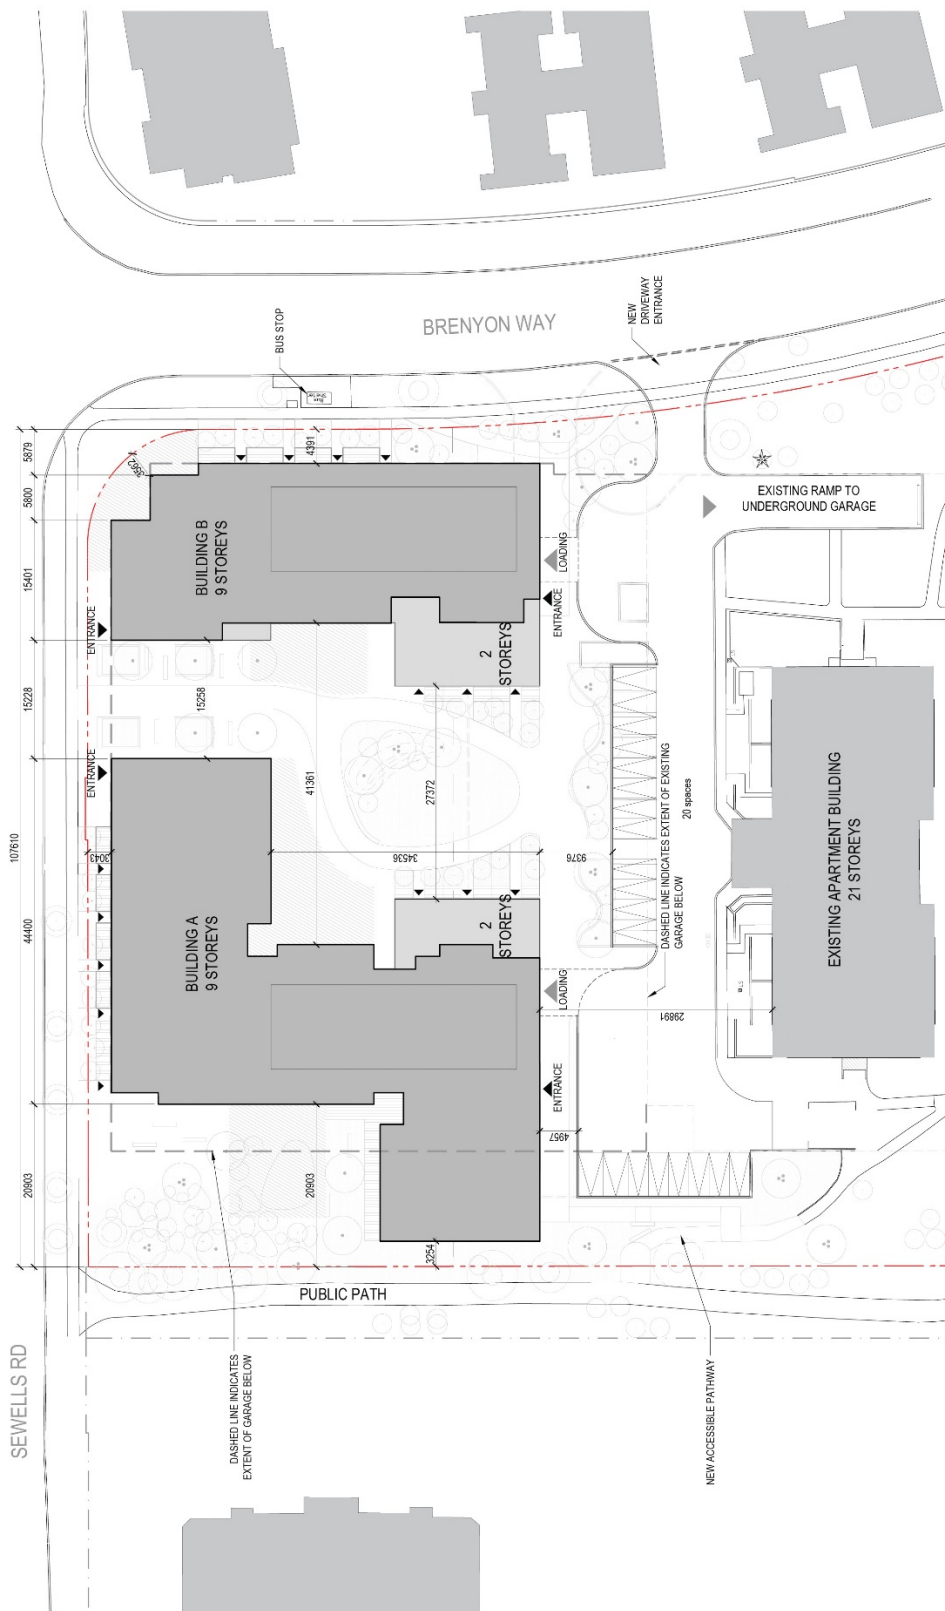 BRENYON WAY
NEW
DRIVEWAY
ENTRANCE
BUS STOP
Bus
Shelter
5879
5800
15401
15228
107610
44400
20903
25562
4391
BUILDING B
9 STOREYS
ENTRANCE
LOADING
ENTRANCE
2
STOREYS
EXISTING RAMP TO
UNDERGROUND GARAGE
15258
41361
27372
34536
9376
3043
ENTRANCE
BUILDING A
9 STOREYS
2
STOREYS
LOADING
ENTRANCE
DASHED LINE INDICATES EXTENT OF EXISTING
GARAGE BELOW
20 spaces
EXISTING APARTMENT BUILDING
21 STOREYS
29891
4957
20903
3254
PUBLIC PATH
SEWELLS RD
DASHED LINE INDICATES
EXTENT OF GARAGE BELOW
NEW ACCESSIBLE PATHWAY